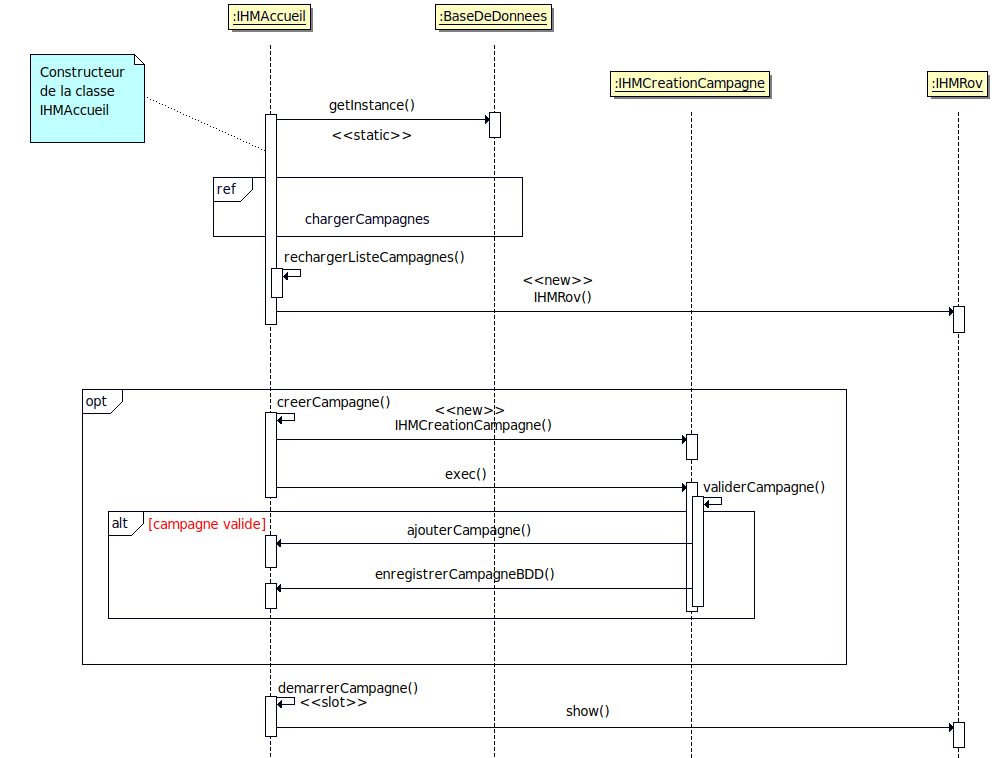 :IHMAccueil
:BaseDeDonnees
:IHMCreationCampagne
:IHMRov
Constructeur
de la classe
IHMAccueil
getInstance()
<<static>>
ref
chargerCampagnes
rechargerListeCampagnes()
<<new>>
IHMRov()
opt
creerCampagne()
<<new>>
IHMCreationCampagne()
exec()
validerCampagne()
alt
[campagne valide]
ajouterCampagne()
enregistrerCampagneBDD()
demarrerCampagne()
<<slot>>
show()